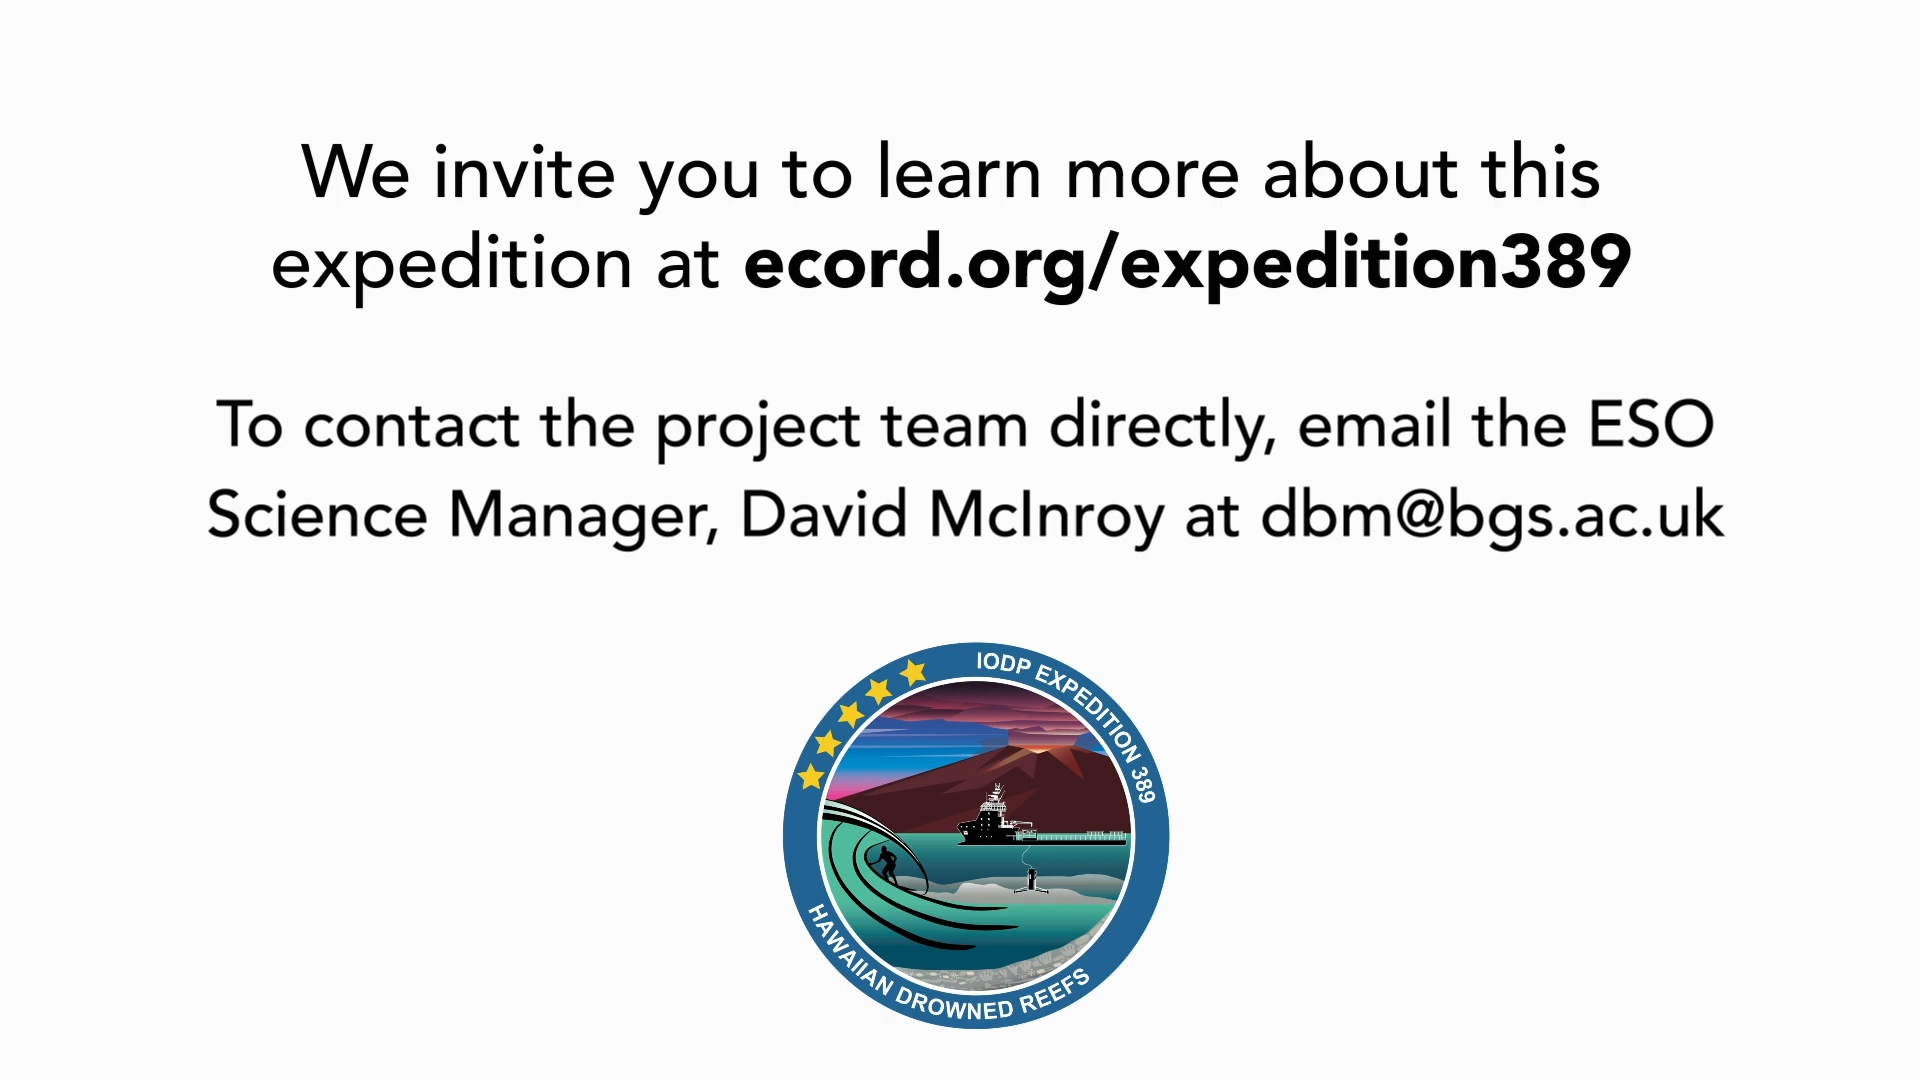 We invite you to learn more about this
expedition at ecord.org/expedition389
To contact the project team directly, email the ESO
Science Manager, David McInroy at dbm@bgs.ac.uk
IODP EXPEDITION 389
HAWAIIAN DROWNED REEFS